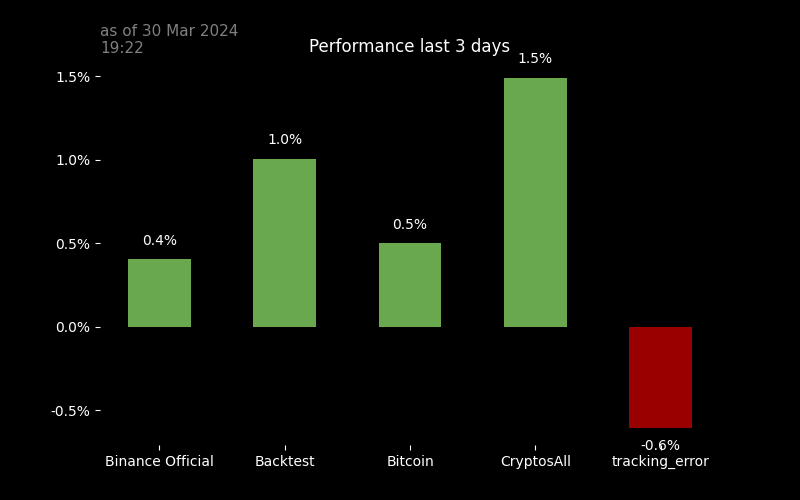 as of 30 Mar 2024
19:22
Performance last 3 days
1.5%
1.5%
1.0%
1.0%
0.5%
0.5%
0.4%
0.0%
-0.5%
-0.6%
Binance Official
Backtest
Bitcoin
CryptosAll
tracking_error